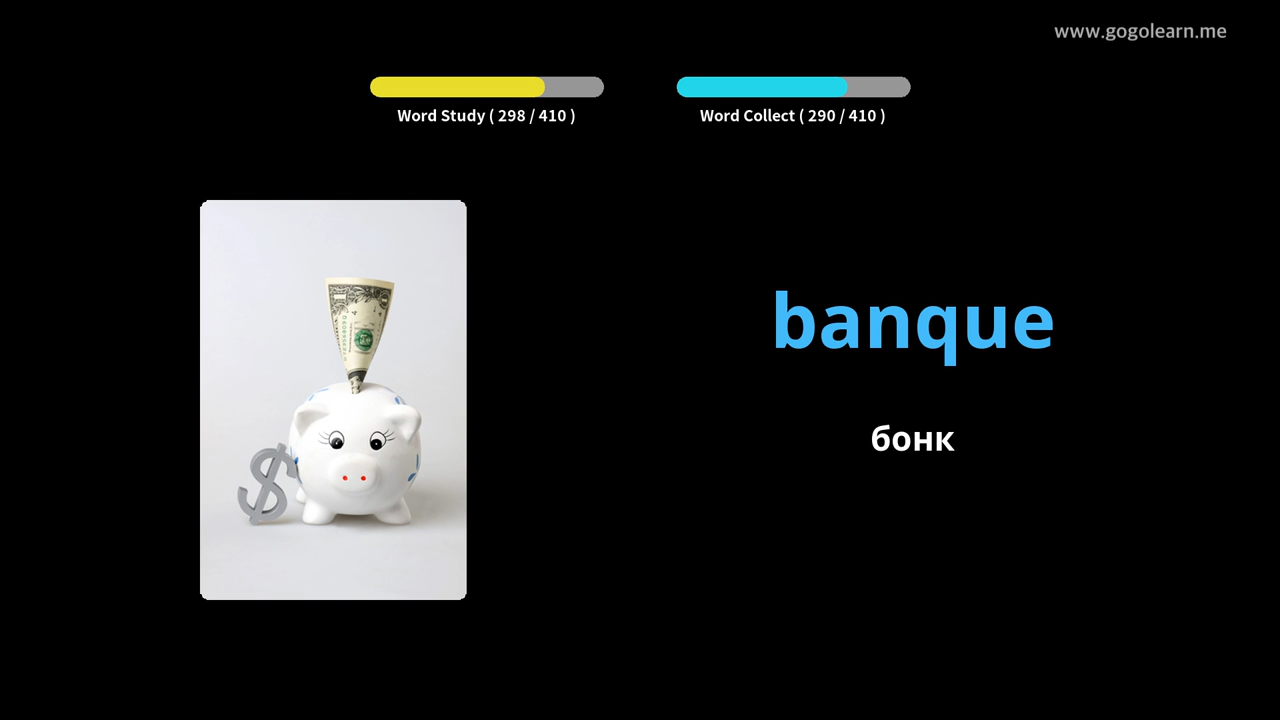 www.gogolearn.me
Word Study ( 298 / 410 )
Word Collect ( 290 / 410 )
banque
бонк
$